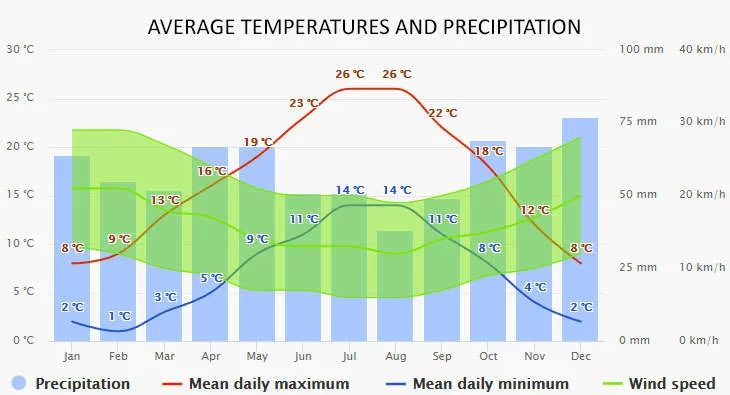 AVERAGE TEMPERATURES AND PRECIPITATION
30 °C 100 mm 40 km/h
26 °C 26 °C
25 °C 23 °C 22 °C 75 mm 30 km/h
20 °C 19 °C 18 °C
16 °C
15 °C 13 °C 14 °C 14 °C 12 °C 50 mm 20 km/h
11 °C 11 °C
10 °C 8 °C 9 °C 9 °C 8 °C 8 °C 25 mm 10 km/h
5 °C 5 °C 4 °C
2 °C 1 °C 3 °C 2 °C
0 °C 0 mm 0 km/h
Jan Feb Mar Apr May Jun Jul Aug Sep Oct Nov Dec
Precipitation Mean daily maximum Mean daily minimum Wind speed